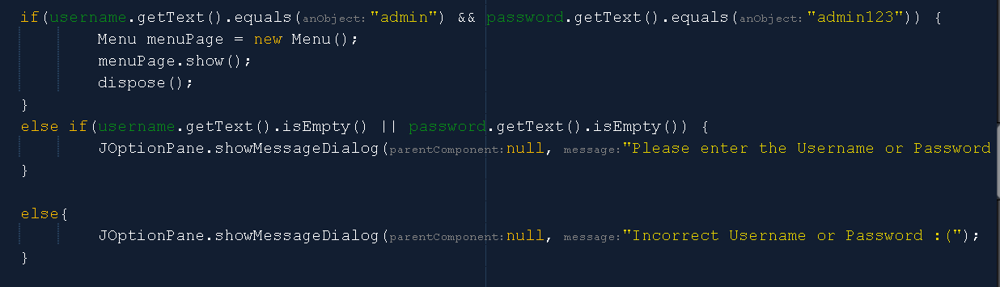 if(username.getText().equals(anObject:"admin") && password.getText().equals(anObject:"admin123")) {
Menu menuPage = new Menu();
menuPage.show();
dispose();
}
else if(username.getText().isEmpty() || password.getText().isEmpty()) {
JOptionPane.showMessageDialog(parentComponent:null, message:"Please enter the Username or Password
}
else{
JOptionPane.showMessageDialog(parentComponent:null, message:"Incorrect Username or Password :(");
}